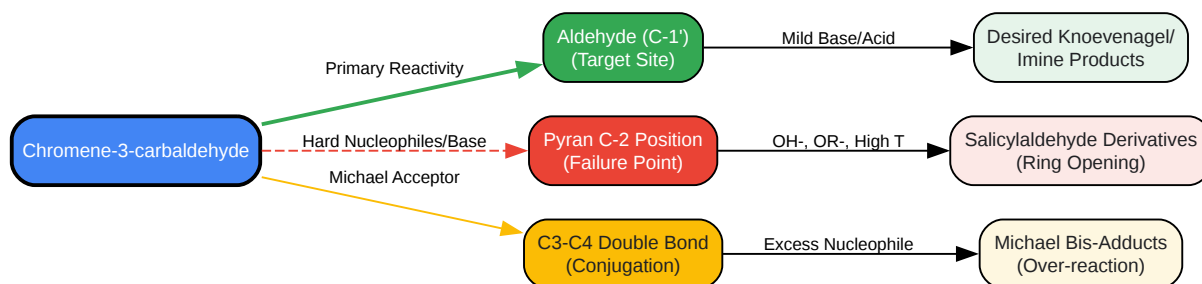 Aldehyde (C-1')
(Target Site)
Mild Base/Acid
Desired Knoevenagel/
Imine Products
Primary Reactivity
Chromene-3-carbaldehyde
Hard Nucleophiles/Base
Pyran C-2 Position
(Failure Point)
OH-, OR-, High T
Salicylaldehyde Derivatives
(Ring Opening)
Michael Acceptor
C3-C4 Double Bond
(Conjugation)
Excess Nucleophile
Michael Bis-Adducts
(Over-reaction)